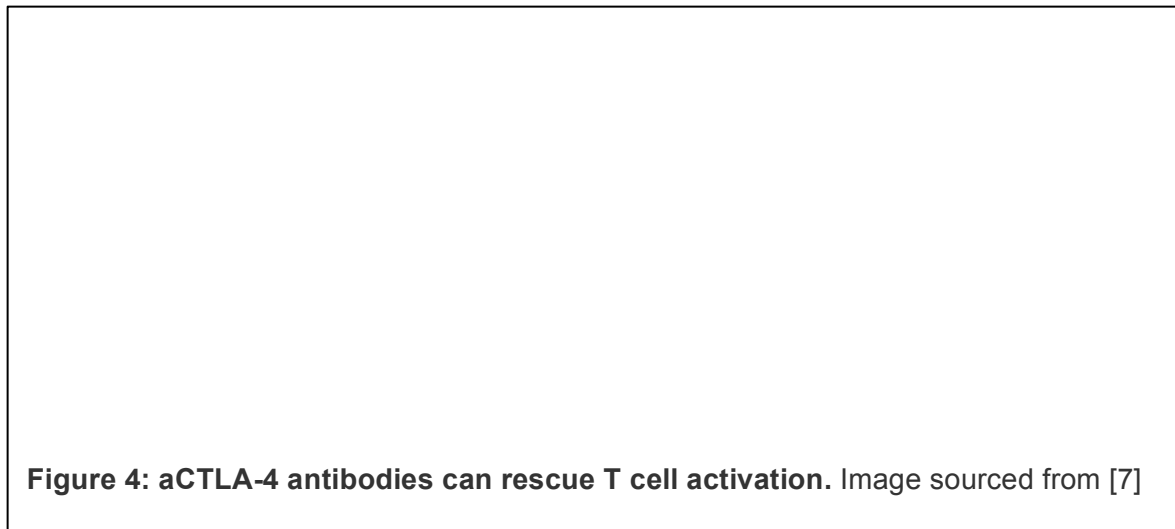 Figure 4: aCTLA-4 antibodies can rescue T cell activation. Image sourced from [7]